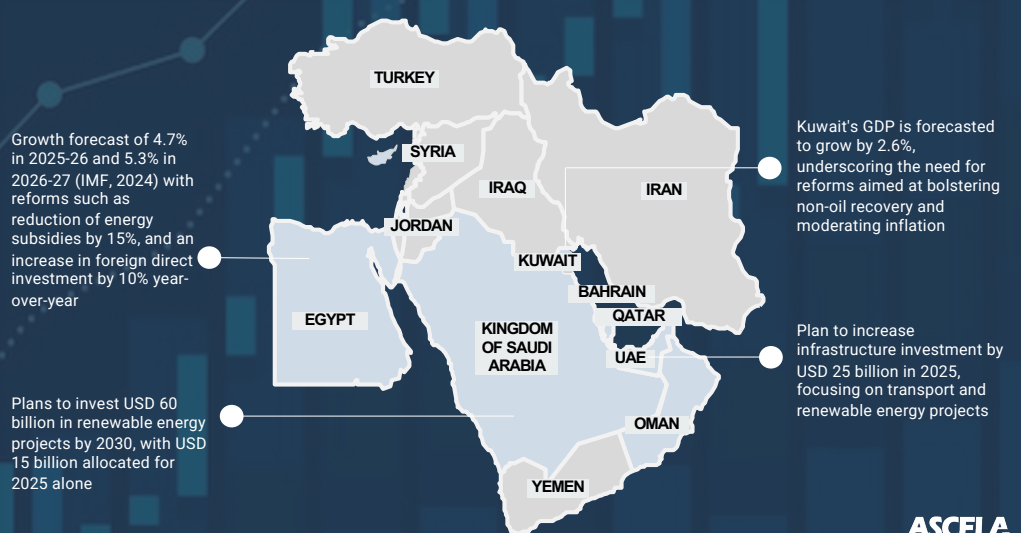 Growth forecast of 4.7%
in 2025-26 and 5.3% in
2026-27 (IMF, 2024) with
reforms such as
reduction of energy
subsidies by 15%, and an
increase in foreign direct
investment by 10% year-
over-year
Plans to invest USD 60
billion in renewable energy
projects by 2030, with USD
15 billion allocated for
2025 alone
TURKEY
SYRIA
IRAQ
IRAN
JORDAN
KUWAIT
BAHRAIN
QATAR
EGYPT
KINGDOM
OF SAUDI
ARABIA
UAE
OMAN
YEMEN
Kuwait's GDP is forecasted
to grow by 2.6%,
underscoring the need for
reforms aimed at bolstering
non-oil recovery and
moderating inflation
Plan to increase
infrastructure investment by
USD 25 billion in 2025,
focusing on transport and
renewable energy projects